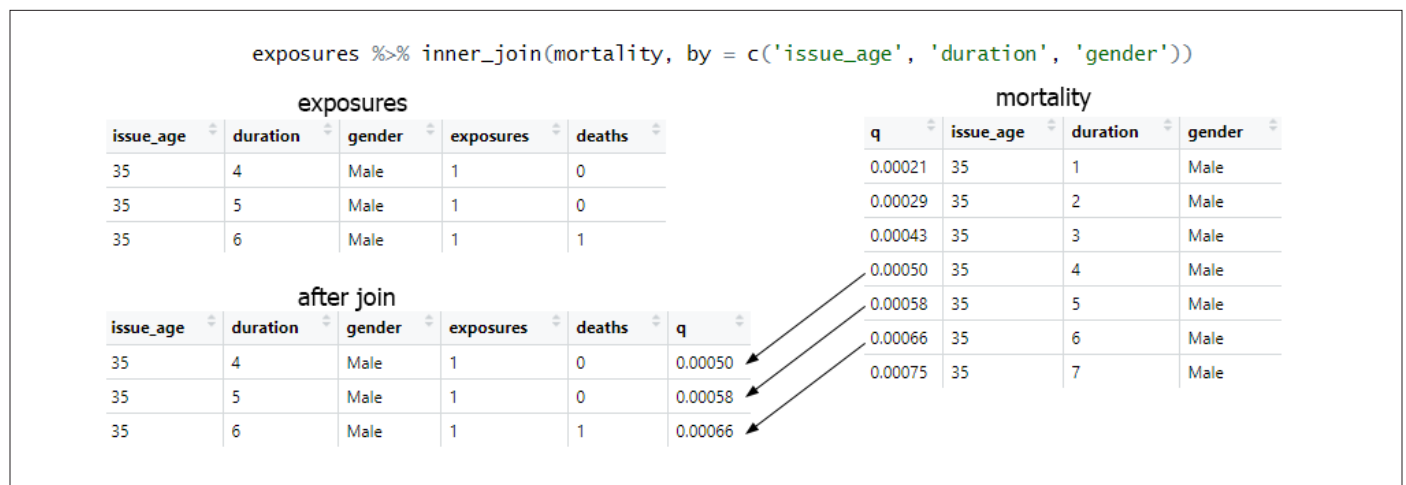 exposures %>% inner_join(mortality, by = c('issue_age', 'duration', 'gender'))
exposures
issue_age duration gender exposures deaths
35 4 Male 1 0
35 5 Male 1 0
35 6 Male 1 1
mortality
q issue_age duration gender
0.00021 35 1 Male
0.00029 35 2 Male
0.00043 35 3 Male
0.00050 35 4 Male
0.00058 35 5 Male
0.00066 35 6 Male
0.00075 35 7 Male
after join
issue_age duration gender exposures deaths q
35 4 Male 1 0 0.00050
35 5 Male 1 0 0.00058
35 6 Male 1 1 0.00066